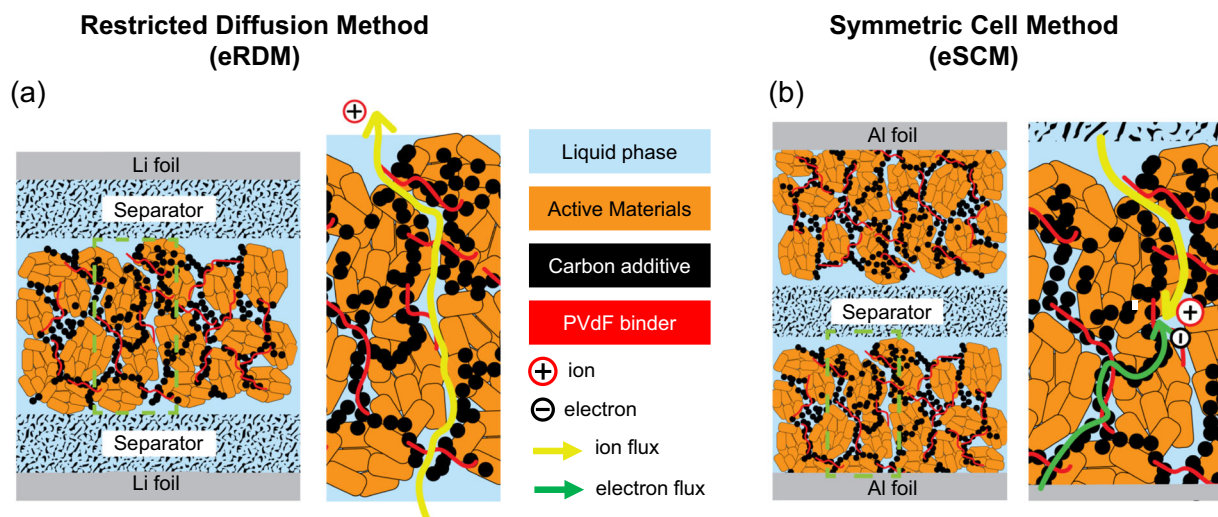 Restricted Diffusion Method
(eRDM)
Symmetric Cell Method
(eSCM)
(a)
Li foil
Separator
Separator
Li foil
+
Liquid phase
Active Materials
Carbon additive
PVdF binder
+ ion
− electron
ion flux
electron flux
(b)
Al foil
Separator
Al foil
+
−